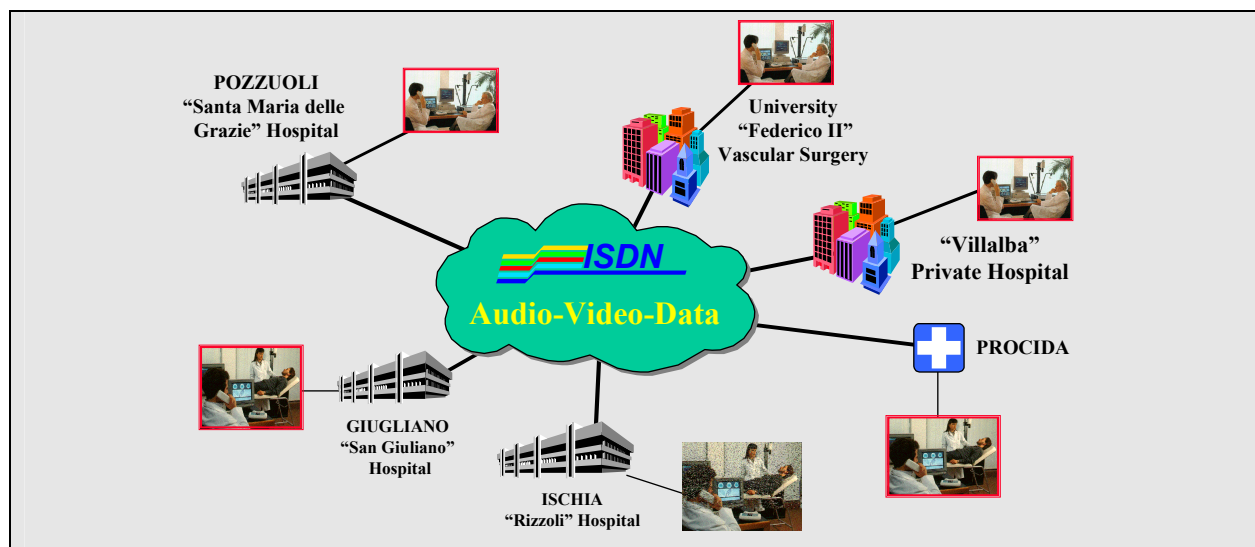 POZZUOLI
“Santa Maria delle
Grazie” Hospital
University
“Federico II”
Vascular Surgery
“Villalba”
Private Hospital
ISDN
Audio-Video-Data
PROCIDA
GIUGLIANO
“San Giuliano”
Hospital
ISCHIA
“Rizzoli” Hospital